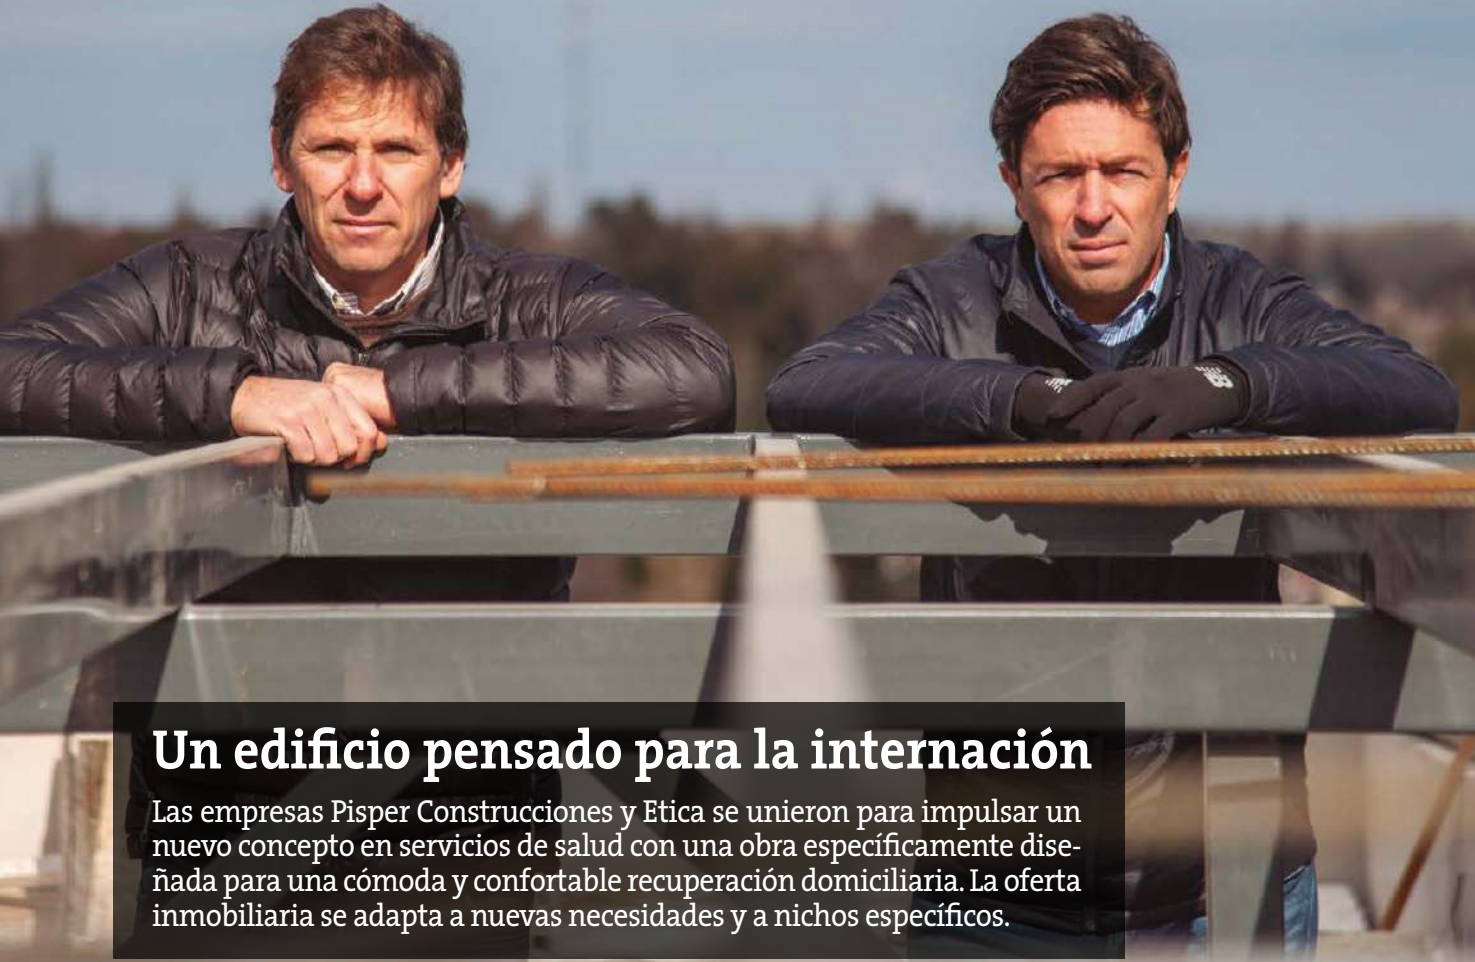 Un edificio pensado para la internación
Las empresas Pisper Construcciones y Etica se unieron para impulsar un
nuevo concepto en servicios de salud con una obra específicamente dise-
ñada para una cómoda y confortable recuperación domiciliaria. La oferta
inmobiliaria se adapta a nuevas necesidades y a nichos específicos.